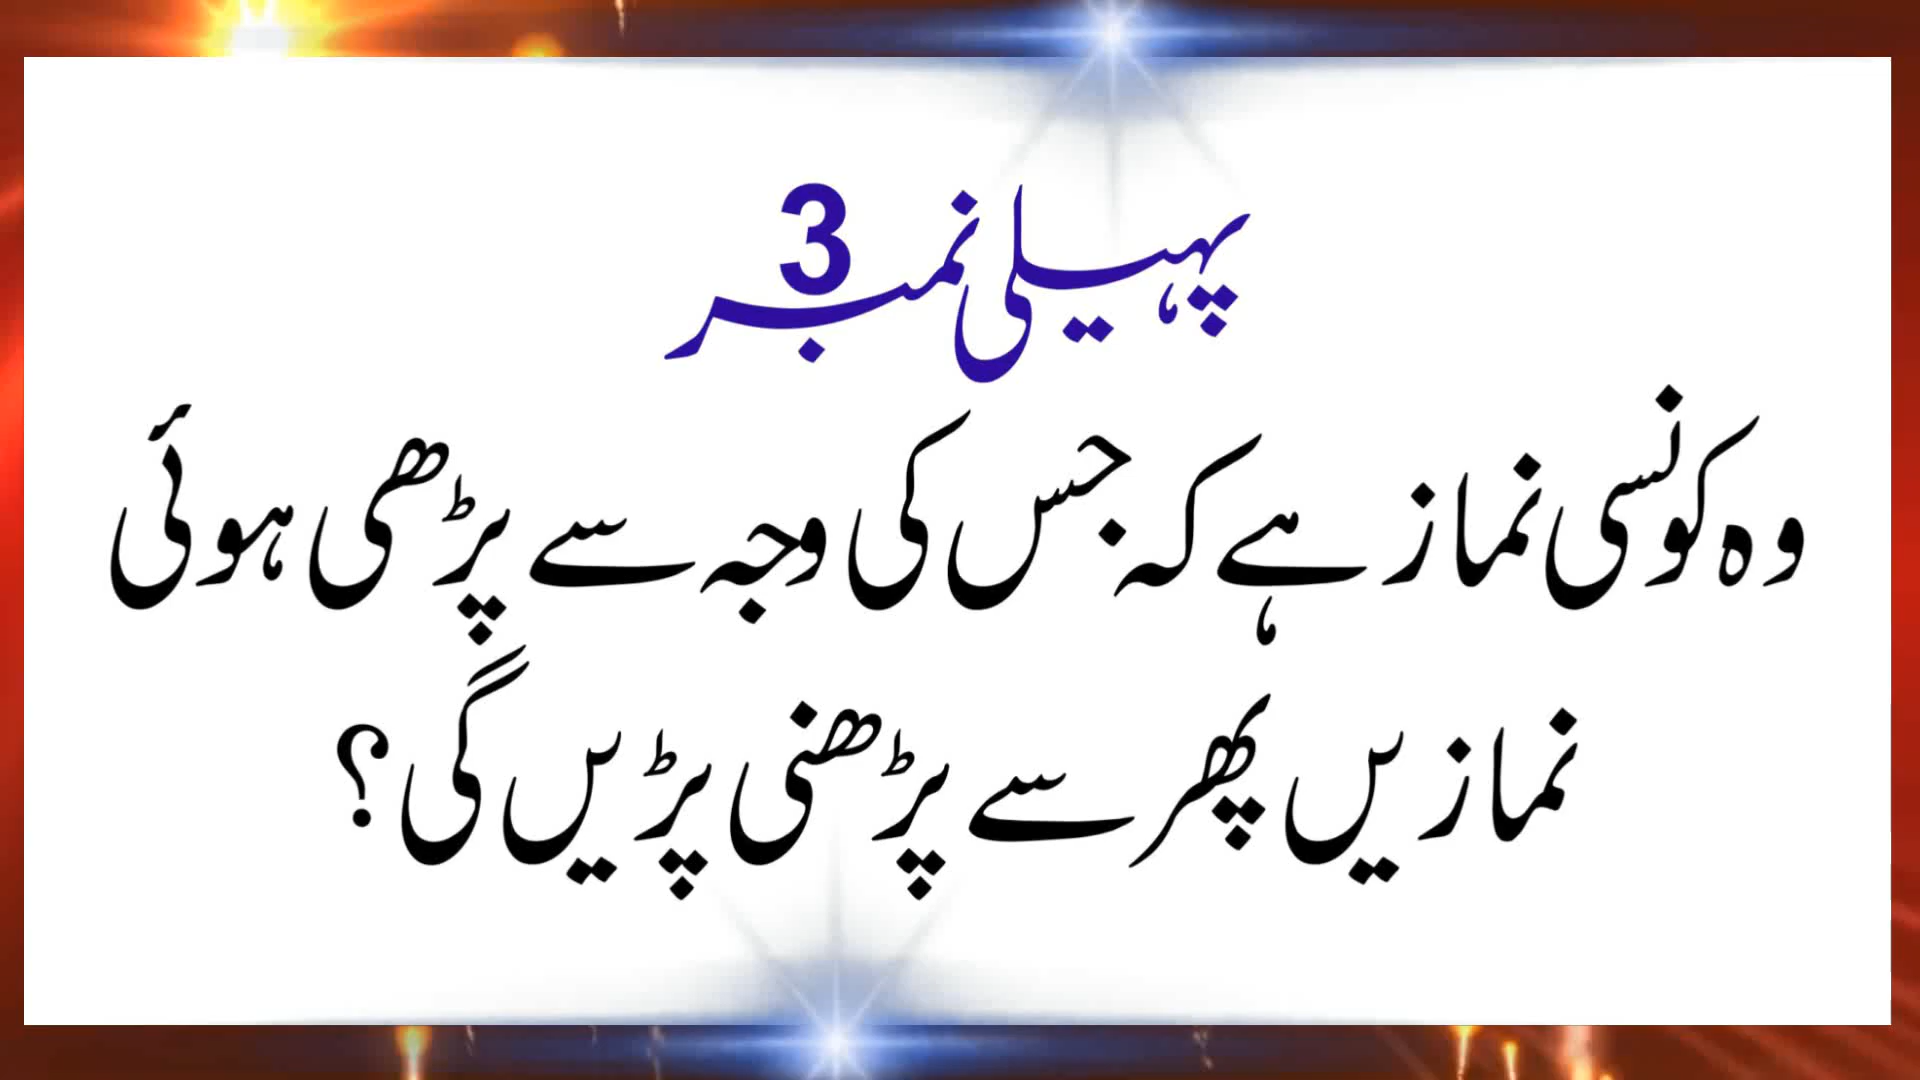 پہیلی نمبر 3
وہ کونسی نماز ہے کہ جس کی وجہ سے پڑھی ہوئی
نمازیں پھر سے پڑھنی پڑیں گی؟